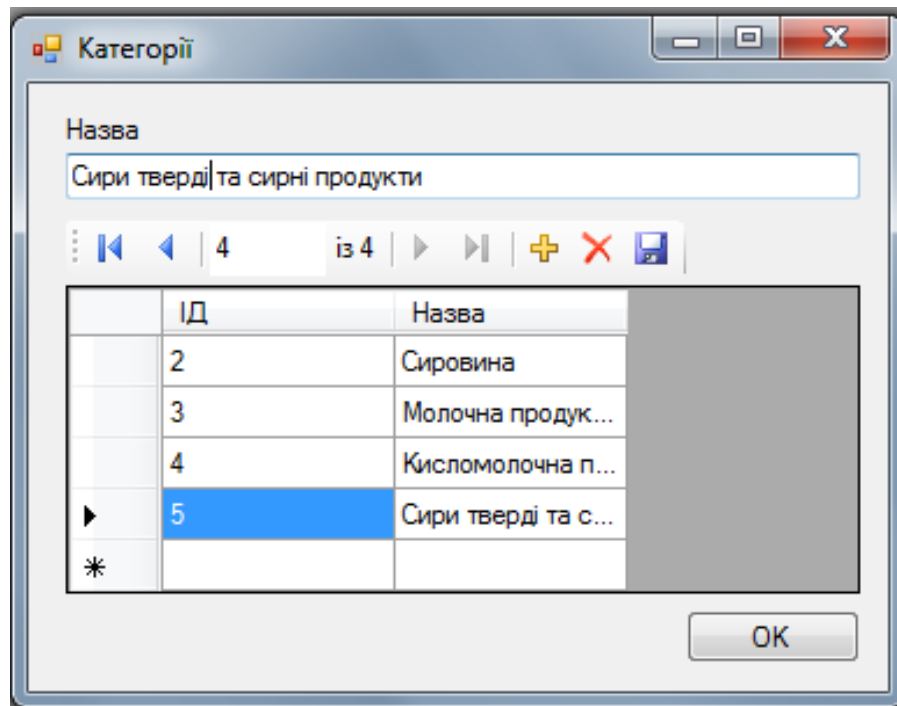 Категорії
Назва
Сири тверді та сирні продукти
4 із 4
ІД Назва
2 Сировина
3 Молочна продук...
4 Кисломолочна п...
5 Сири тверді та с...
OK